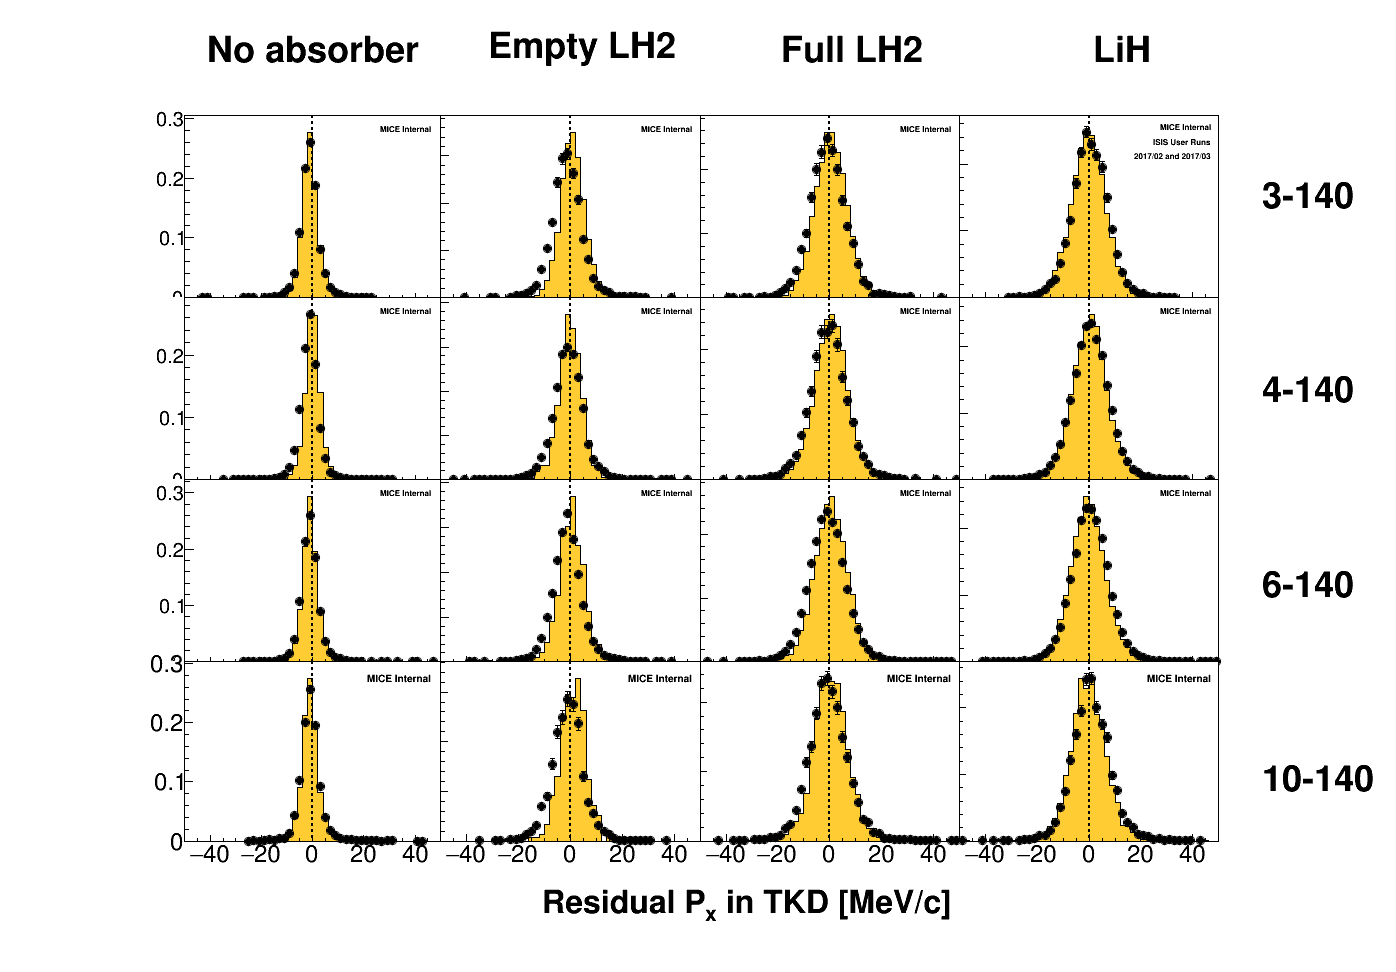 No absorber Empty LH2 Full LH2 LiH
0.3 MICE Internal MICE Internal MICE Internal MICE Internal
ISIS User Runs
2017/02 and 2017/03
0.2 3-140
0.1
0
MICE Internal MICE Internal MICE Internal MICE Internal
0.2 4-140
0.1
0
0.3 MICE Internal MICE Internal MICE Internal MICE Internal
0.2 6-140
0.1
0.3
MICE Internal MICE Internal MICE Internal MICE Internal
0.2
0.1 10-140
0
−40 −20 0 20 40 −40 −20 0 20 40 −40 −20 0 20 40 −40 −20 0 20 40
Residual Px in TKD [MeV/c]